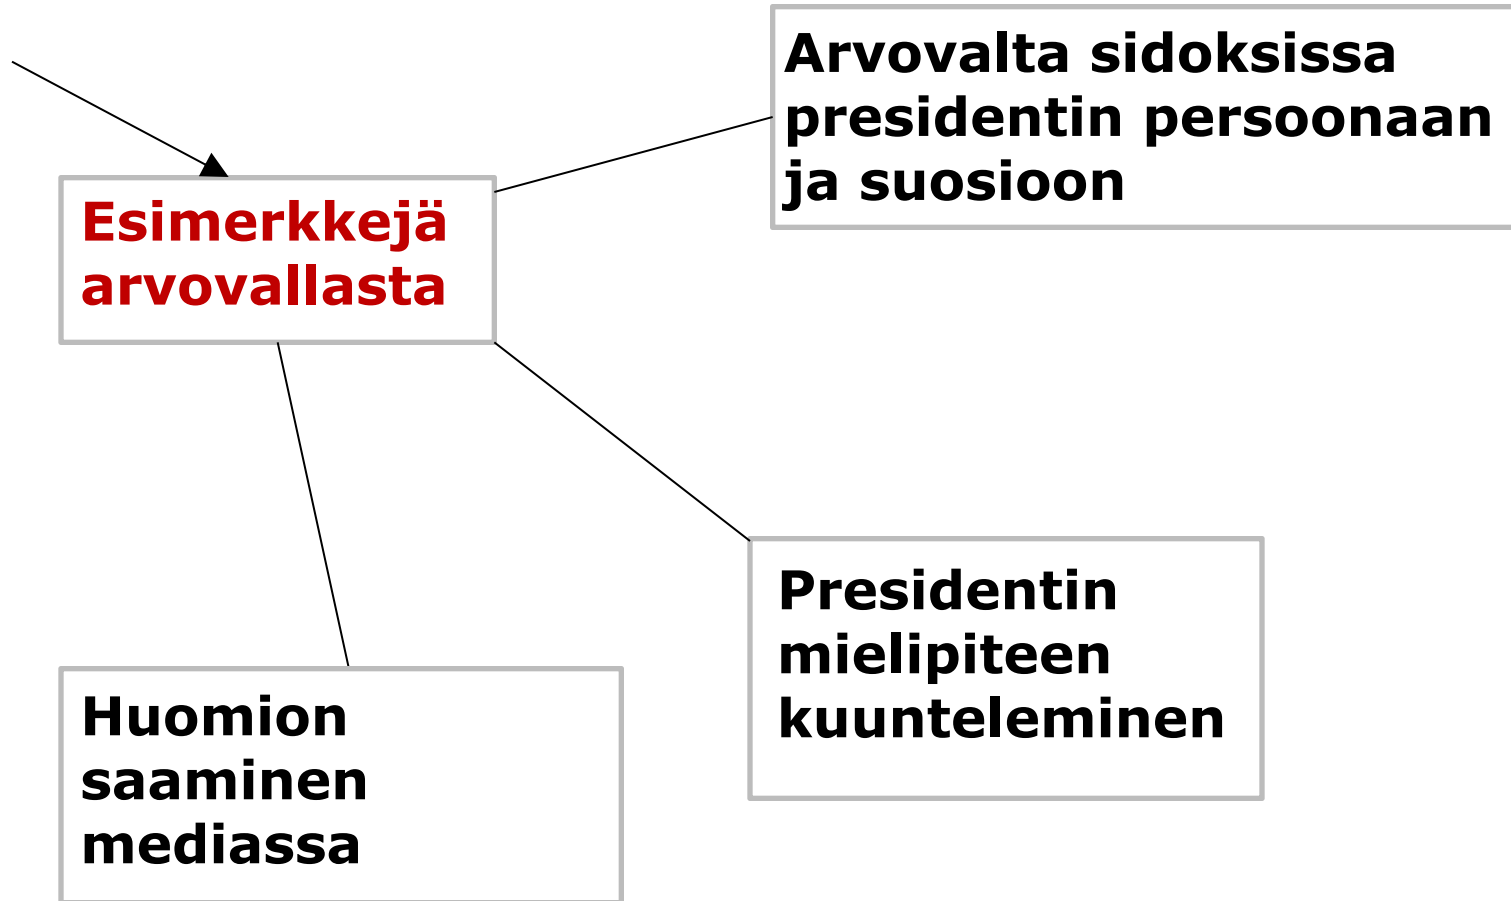 Arvovalta sidoksissa
presidentin persoonaan
ja suosioon
Esimerkkejä
arvovallasta
Presidentin
mielipiteen
kuunteleminen
Huomion
saaminen
mediassa